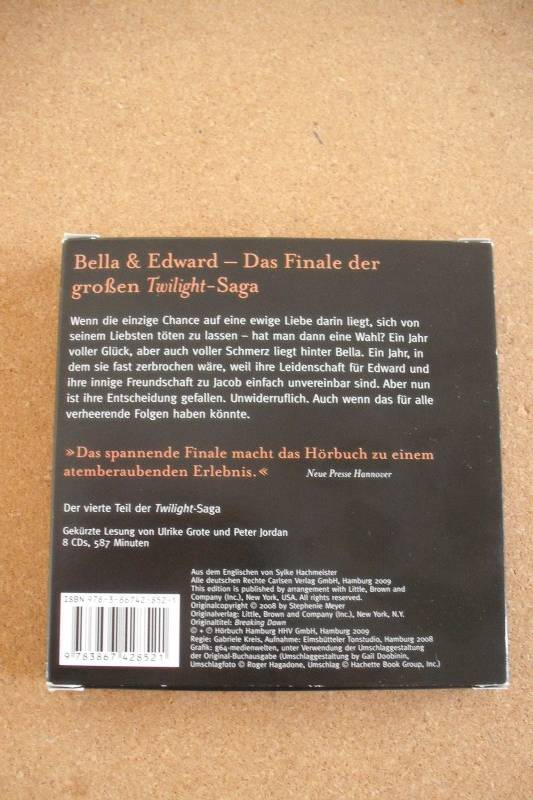 Bella & Edward – Das Finale der
großen Twilight-Saga
Wenn die einzige Chance auf eine ewige Liebe darin liegt, sich von
seinem Liebsten töten zu lassen – hat man dann eine Wahl? Ein Jahr
voller Glück, aber auch voller Schmerz liegt hinter Bella. Ein Jahr, in
dem sie fast zerbrochen wäre, weil ihre Leidenschaft für Edward und
ihre innige Freundschaft zu Jacob einfach unvereinbar sind. Aber nun
ist ihre Entscheidung gefallen. Unwiderruflich. Auch wenn das für alle
verheerende Folgen haben könnte.
»Das spannende Finale macht das Hörbuch zu einem
atemberaubenden Erlebnis.« Neue Presse Hannover
Der vierte Teil der Twilight-Saga
Gekürzte Lesung von Ulrike Grote und Peter Jordan
8 CDs, 587 Minuten
Aus dem Englischen von Sylke Hachmeister
Alle deutschen Rechte Carlsen Verlag GmbH, Hamburg 2009
This edition is published by arrangement with Little, Brown and
Company (Inc.), New York, USA. All rights reserved.
Originalcopyright © 2008 by Stephenie Meyer
Originalverlag: Little, Brown and Company (Inc.), New York, N.Y.
Originaltitel: Breaking Dawn
© + ℗ Hörbuch Hamburg HHV GmbH, Hamburg 2009
Regie: Gabriele Kreis, Aufnahme: Eimsbütteler Tonstudio, Hamburg 2008
Grafik: g64-medienwelten, unter Verwendung der Umschlaggestaltung
der Original-Buchausgabe (Umschlaggestaltung by Gail Doobinin,
Umschlagfoto © Roger Hagadone, Umschlag © Hachette Book Group, Inc.)
ISBN 978-3-86742-852-1
9 783867 428521